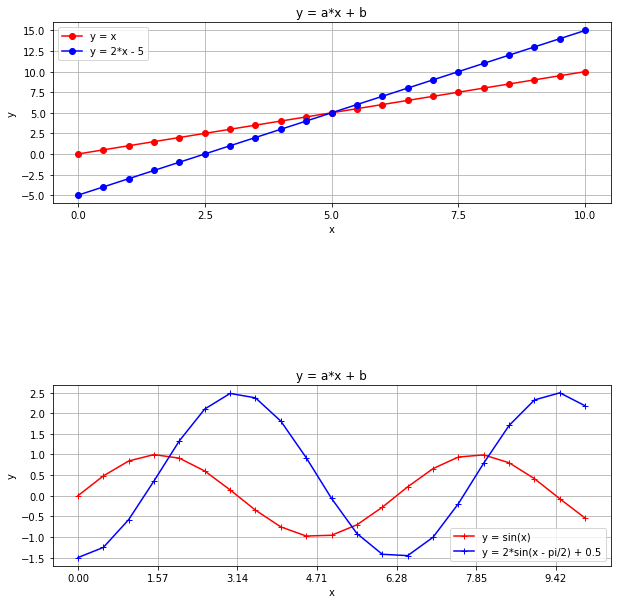 y = a*x + b
15.0
12.5
10.0
7.5
5.0
2.5
0.0
−2.5
−5.0
y
y = x
y = 2*x - 5
0.0 2.5 5.0 7.5 10.0
x
y = a*x + b
2.5
2.0
1.5
1.0
0.5
0.0
−0.5
−1.0
−1.5
y
y = sin(x)
y = 2*sin(x - pi/2) + 0.5
0.00 1.57 3.14 4.71 6.28 7.85 9.42
x